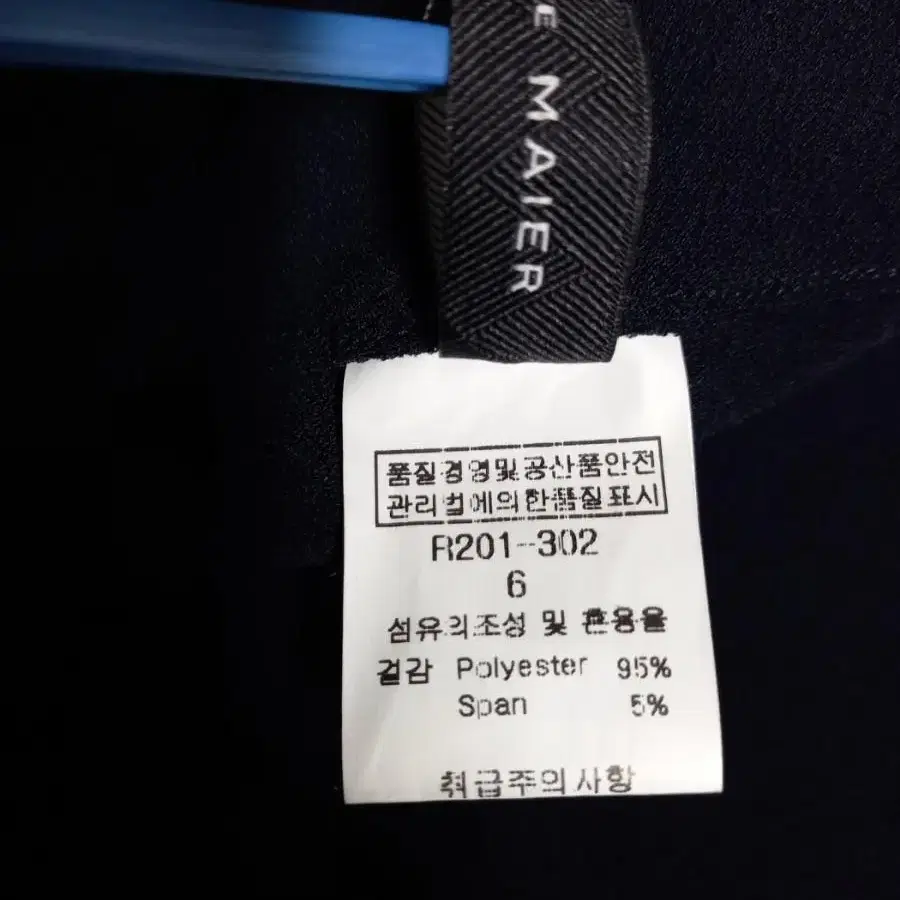 E MAIER
품질경영및공산품안전
관리법에의한품질표시
R201-302
6
섬유의조성 및 혼용율
겉감 Polyester 95%
Span 5%
취급주의사항